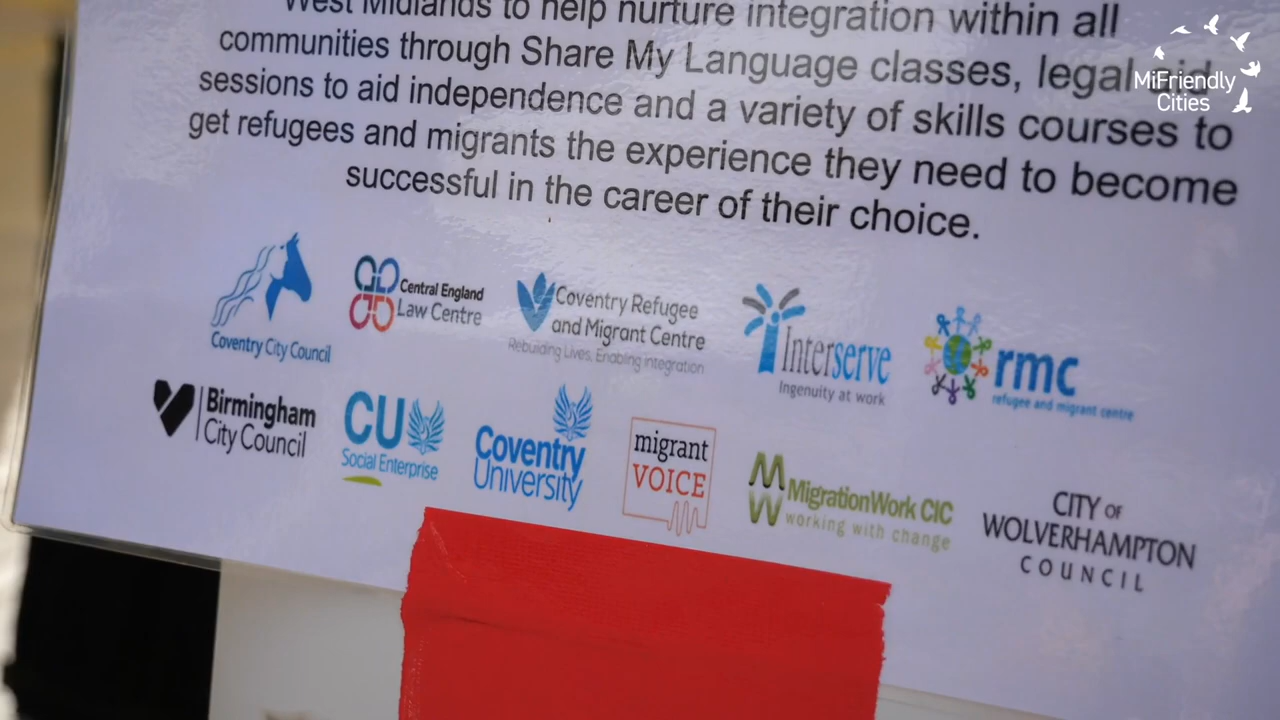 West Midlands to help nurture integration within all
communities through Share My Language classes, legal aid
sessions to aid independence and a variety of skills courses to
get refugees and migrants the experience they need to become
successful in the career of their choice.
MiFriendly
Cities
Coventry City Council
Central England
Law Centre
Coventry Refugee
and Migrant Centre
Rebuilding Lives, Enabling Integration
Interserve
Ingenuity at work
rmc
refugee and migrant centre
Birmingham
City Council
CU
Social Enterprise
Coventry
University
migrant
VOICE
MigrationWork CIC
working with change
CITY OF
WOLVERHAMPTON
COUNCIL